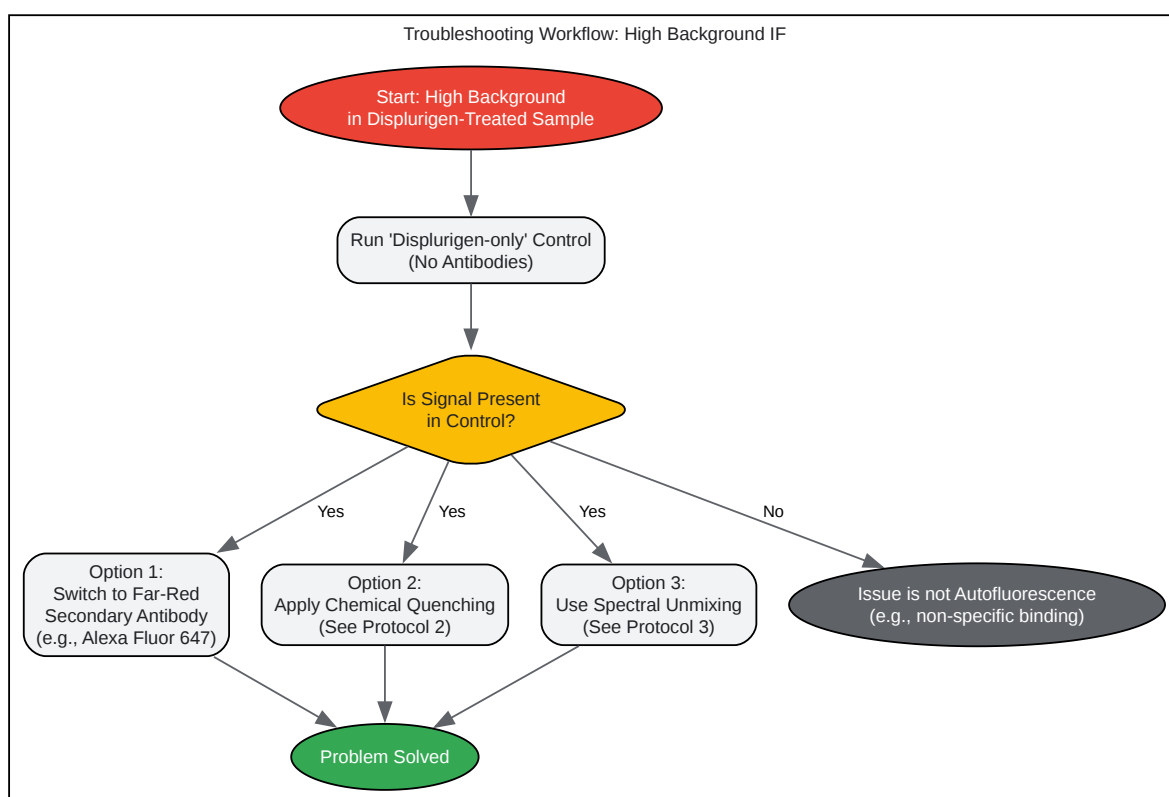 Troubleshooting Workflow: High Background IF
Start: High Background
in Displurigen-Treated Sample
Run 'Displurigen-only' Control
(No Antibodies)
Is Signal Present
in Control?
Yes
Yes
Yes
No
Option 1:
Switch to Far-Red
Secondary Antibody
(e.g., Alexa Fluor 647)
Option 2:
Apply Chemical Quenching
(See Protocol 2)
Option 3:
Use Spectral Unmixing
(See Protocol 3)
Issue is not Autofluorescence
(e.g., non-specific binding)
Problem Solved